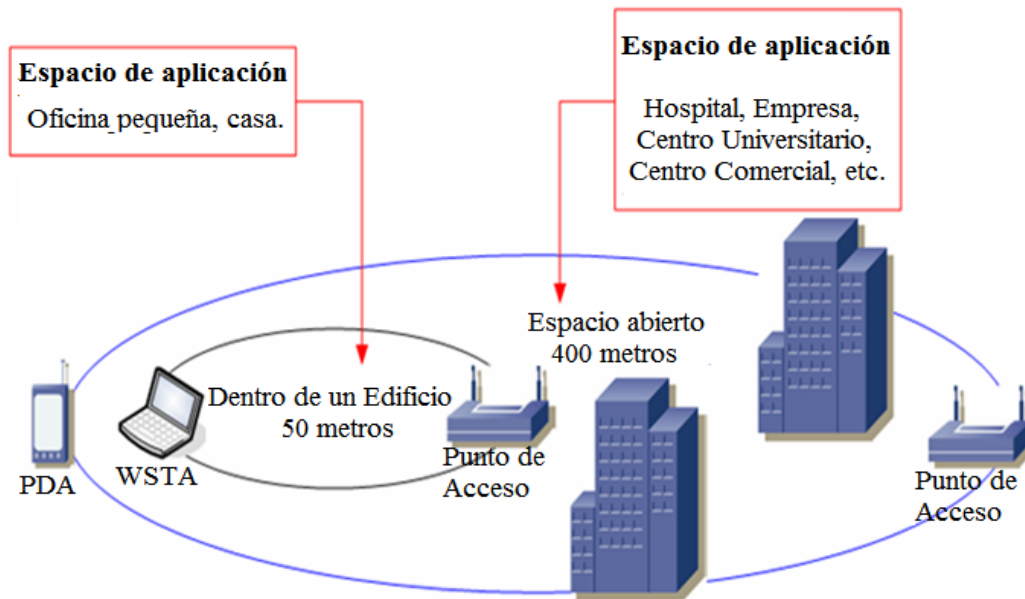 Espacio de aplicación
Oficina pequeña, casa.
Espacio de aplicación
Hospital, Empresa,
Centro Universitario,
Centro Comercial, etc.
Espacio abierto
400 metros
Dentro de un Edificio
50 metros
PDA
WSTA
Punto de
Acceso
Punto de
Acceso